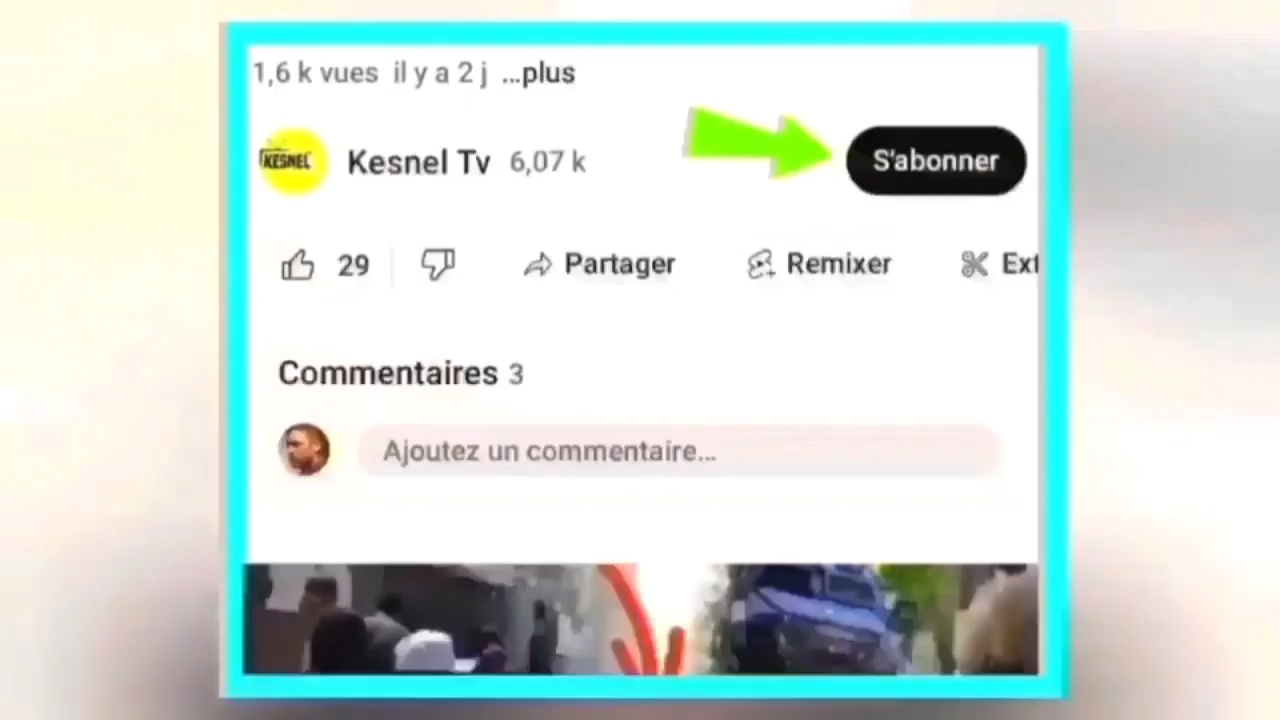 1,6 k vues il y a 2 j ...plus
KESNEL
Kesnel Tv 6,07 k
S'abonner
29
Partager
Remixer
Ext
Commentaires 3
Ajoutez un commentaire...